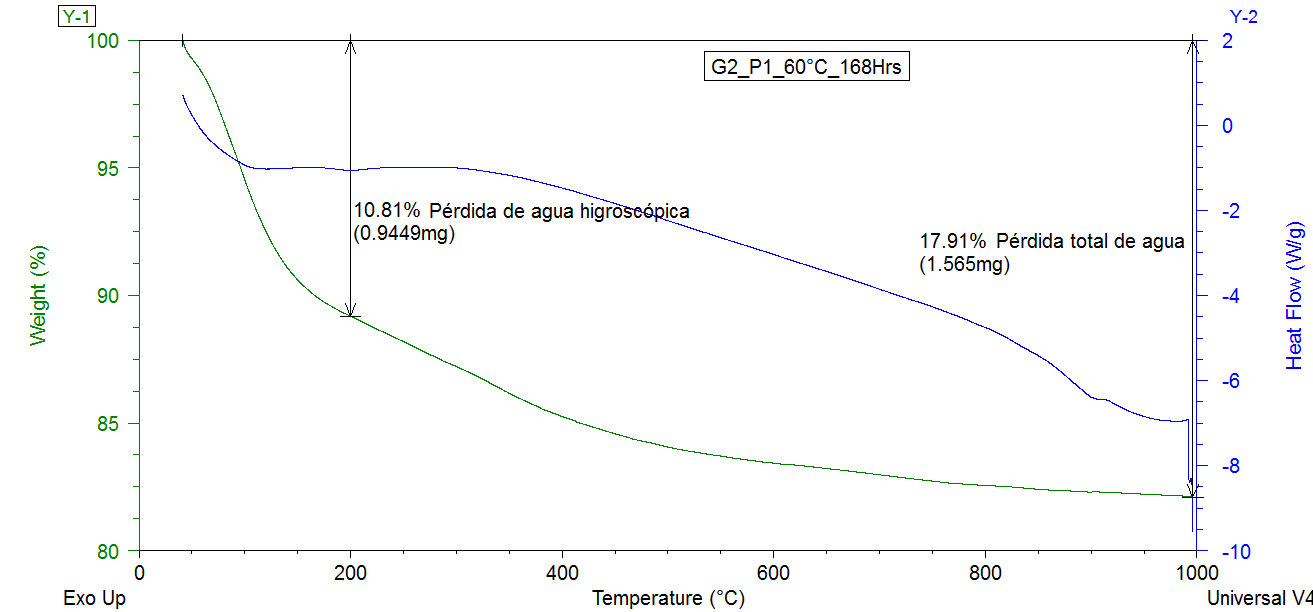 Y-1
Y-2
100
95
90
85
80
Weight (%)
G2_P1_60°C_168Hrs
10.81% Pérdida de agua higroscópica
(0.9449mg)
17.91% Pérdida total de agua
(1.565mg)
2
0
-2
-4
-6
-8
-10
Heat Flow (W/g)
0
200
400
600
800
1000
Exo Up
Temperature (°C)
Universal V4